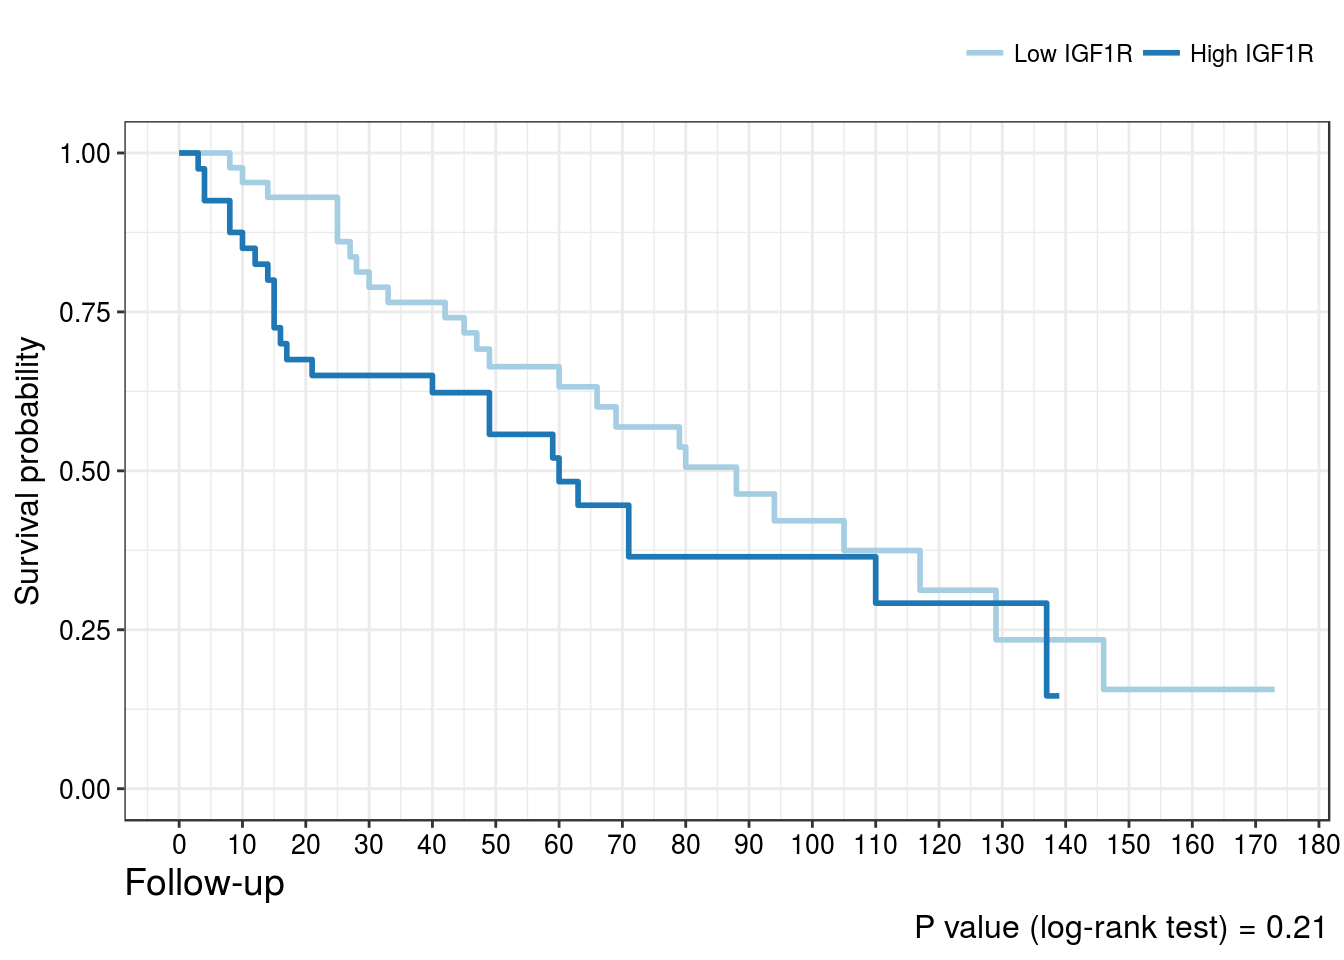 Low IGF1R High IGF1R
1.00
0.75
0.50
0.25
0.00
Survival probability
0 10 20 30 40 50 60 70 80 90 100 110 120 130 140 150 160 170 180
Follow-up
P value (log-rank test) = 0.21